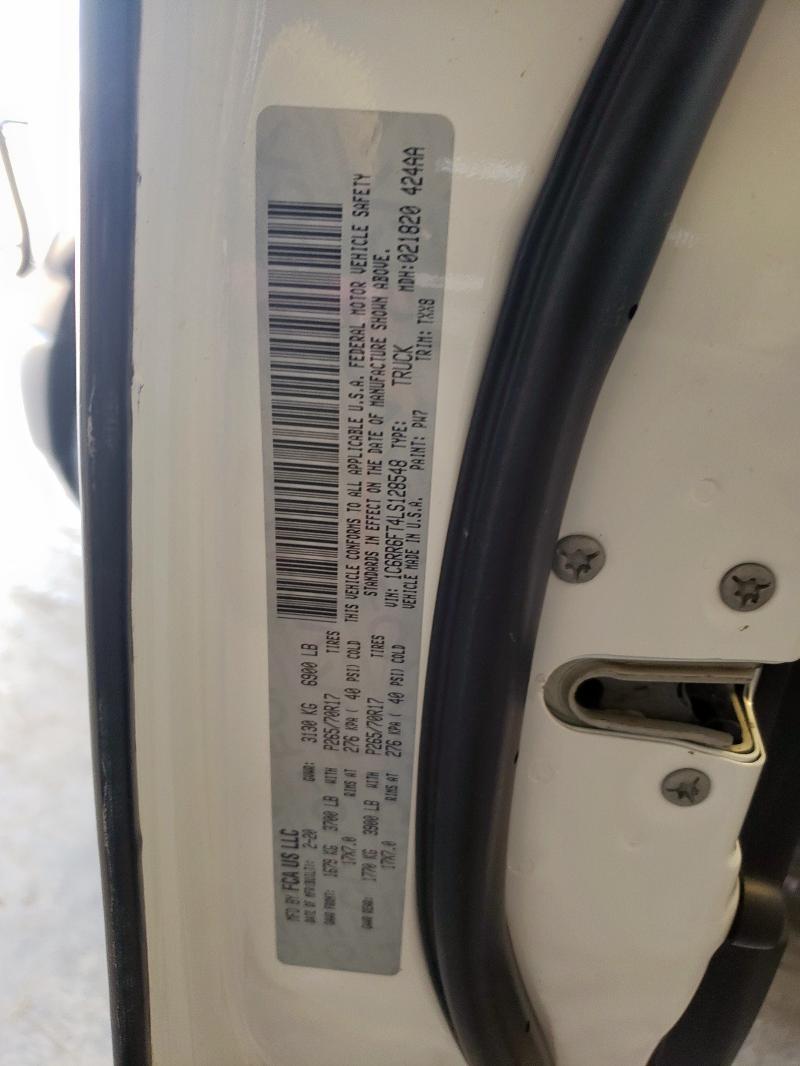 MFD BY: FCA US LLC
DATE OF MFR(BUILT): 2-20 GVWR: 3130 KG 6900 LB
GAWR FRONT: 1679 KG 3700 LB WITH P265/70R17 TIRES
17X7.0 RIMS AT 276 KPA ( 40 PSI) COLD
GAWR REAR: 1770 KG 3900 LB WITH P265/70R17 TIRES
17X7.0 RIMS AT 276 KPA ( 40 PSI) COLD
THIS VEHICLE CONFORMS TO ALL APPLICABLE U.S.A. FEDERAL MOTOR VEHICLE SAFETY
STANDARDS IN EFFECT ON THE DATE OF MANUFACTURE SHOWN ABOVE.
VIN: 1C6RR6FT4LS128548 TYPE: TRUCK MDH:021820 424AA
VEHICLE MADE IN U.S.A. PAINT: PW7 TRIM: TXX8